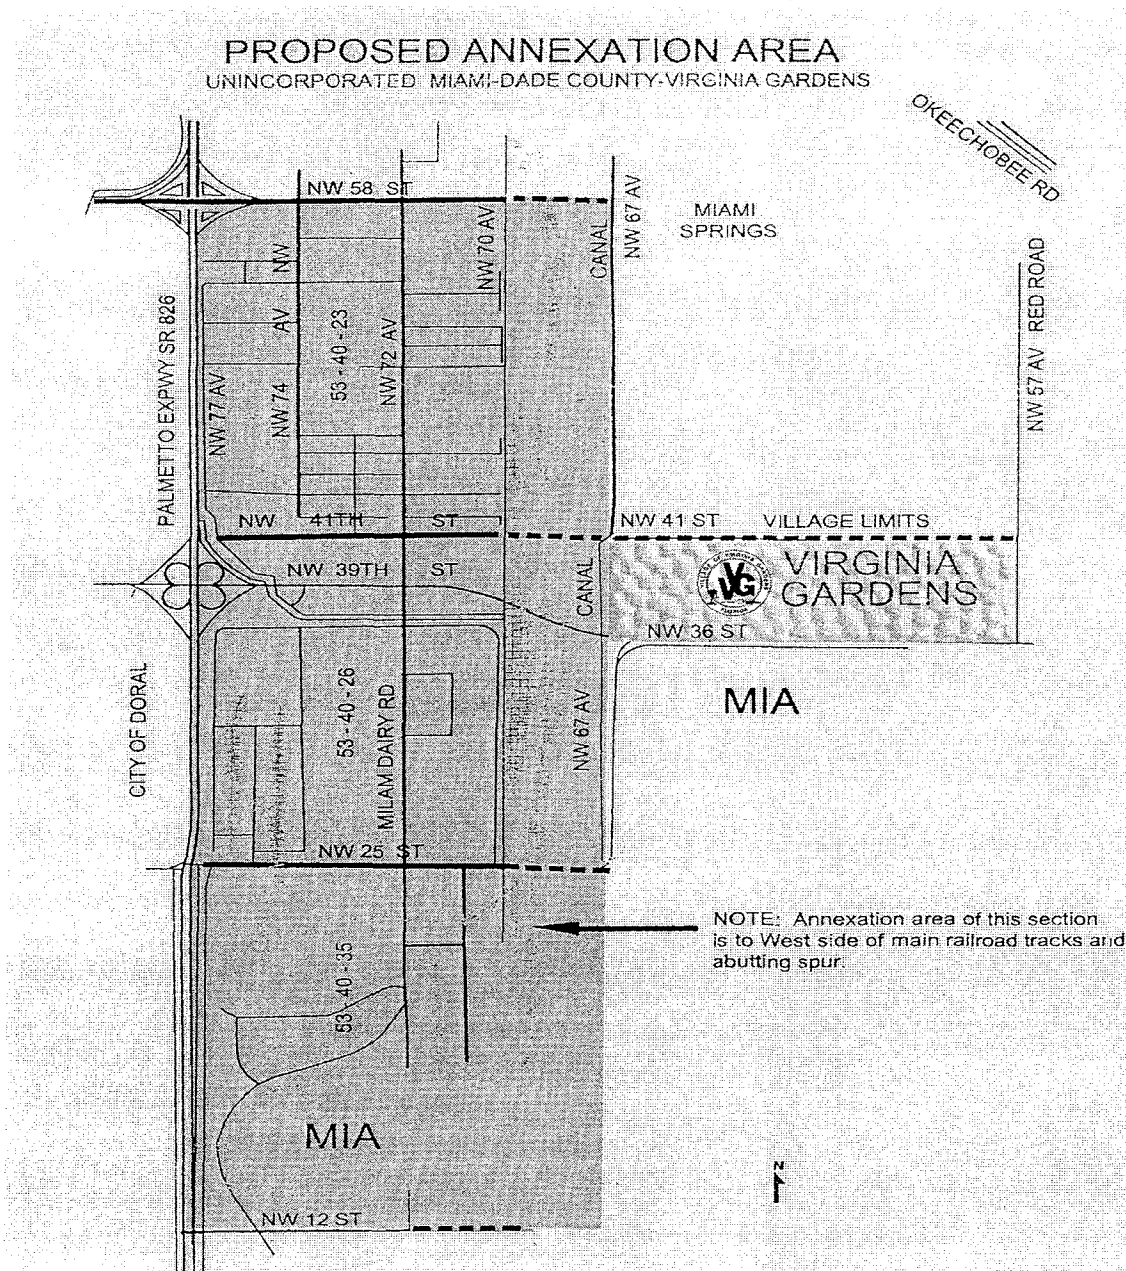 PROPOSED ANNEXATION AREA
UNINCORPORATED MIAMI-DADE COUNTY-VIRGINIA GARDENS
OKEECHOBEE RD
NW 58 ST
MIAMI
SPRINGS
NW 67 AV
CANAL
NW 70 AV
NW 74 AV NW
NW 77 AV
53 - 40 - 23
NW 72 AV
PALMETTO EXPWY SR 826
NW 57 AV RED ROAD
NW 41TH ST
NW 41 ST VILLAGE LIMITS
NW 39TH ST
CANAL
VG
VIRGINIA
GARDENS
NW 36 ST
CITY OF DORAL
53 - 40 - 26
MILAM DAIRY RD
NW 67 AV
MIA
NW 25 ST
NOTE: Annexation area of this section
is to West side of main railroad tracks and
abutting spur.
53 - 40 - 35
MIA
N
NW 12 ST